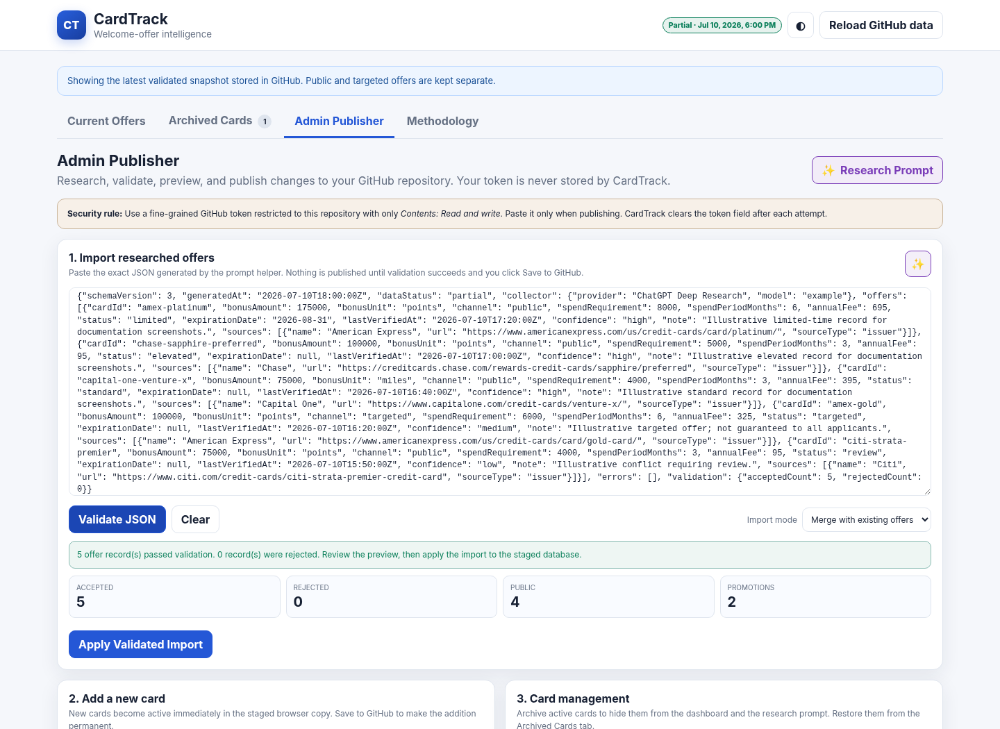 CT
CardTrack
Welcome-offer intelligence
Partial · Jul 10, 2026, 6:00 PM
Reload GitHub data
Showing the latest validated snapshot stored in GitHub. Public and targeted offers are kept separate.
Current Offers
Archived Cards 1
Admin Publisher
Methodology
Admin Publisher
Research, validate, preview, and publish changes to your GitHub repository. Your token is never stored by CardTrack.
✨ Research Prompt
Security rule: Use a fine-grained GitHub token restricted to this repository with only Contents: Read and write. Paste it only when publishing. CardTrack clears the token field after each attempt.
1. Import researched offers
Paste the exact JSON generated by the prompt helper. Nothing is published until validation succeeds and you click Save to GitHub.
{"schemaVersion": 3, "generatedAt": "2026-07-10T18:00:00Z", "dataStatus": "partial", "collector": {"provider": "ChatGPT Deep Research", "model": "example"}, "offers":
[{"cardId": "amex-platinum", "bonusAmount": 175000, "bonusUnit": "points", "channel": "public", "spendRequirement": 8000, "spendPeriodMonths": 6, "annualFee": 695,
"status": "limited", "expirationDate": "2026-08-31", "lastVerifiedAt": "2026-07-10T17:20:00Z", "confidence": "high", "note": "Illustrative limited-time record for
documentation screenshots.", "sources": [{"name": "American Express", "url": "https://www.americanexpress.com/us/credit-cards/card/platinum/", "sourceType": "issuer"}]},
{"cardId": "chase-sapphire-preferred", "bonusAmount": 100000, "bonusUnit": "points", "channel": "public", "spendRequirement": 5000, "spendPeriodMonths": 3, "annualFee":
95, "status": "elevated", "expirationDate": null, "lastVerifiedAt": "2026-07-10T17:00:00Z", "confidence": "high", "note": "Illustrative elevated record for documentation
screenshots.", "sources": [{"name": "Chase", "url": "https://creditcards.chase.com/rewards-credit-cards/sapphire/preferred", "sourceType": "issuer"}]}, {"cardId":
"capital-one-venture-x", "bonusAmount": 75000, "bonusUnit": "miles", "channel": "public", "spendRequirement": 4000, "spendPeriodMonths": 3, "annualFee": 395, "status":
"standard", "expirationDate": null, "lastVerifiedAt": "2026-07-10T16:40:00Z", "confidence": "high", "note": "Illustrative standard record for documentation
screenshots.", "sources": [{"name": "Capital One", "url": "https://www.capitalone.com/credit-cards/venture-x/", "sourceType": "issuer"}]}, {"cardId": "amex-gold",
"bonusAmount": 100000, "bonusUnit": "points", "channel": "targeted", "spendRequirement": 6000, "spendPeriodMonths": 6, "annualFee": 325, "status": "targeted",
"expirationDate": null, "lastVerifiedAt": "2026-07-10T16:20:00Z", "confidence": "medium", "note": "Illustrative targeted offer; not guaranteed to all applicants.",
"sources": [{"name": "American Express", "url": "https://www.americanexpress.com/us/credit-cards/card/gold-card/", "sourceType": "issuer"}]}, {"cardId": "citi-strata-
premier", "bonusAmount": 75000, "bonusUnit": "points", "channel": "public", "spendRequirement": 4000, "spendPeriodMonths": 3, "annualFee": 95, "status": "review",
"expirationDate": null, "lastVerifiedAt": "2026-07-10T15:50:00Z", "confidence": "low", "note": "Illustrative conflict requiring review.", "sources": [{"name": "Citi",
"url": "https://www.citi.com/credit-cards/citi-strata-premier-credit-card", "sourceType": "issuer"}]}], "errors": [], "validation": {"acceptedCount": 5, "rejectedCount":
0}}
Validate JSON
Clear
Import mode
Merge with existing offers
5 offer record(s) passed validation. 0 record(s) were rejected. Review the preview, then apply the import to the staged database.
ACCEPTED
5
REJECTED
0
PUBLIC
4
PROMOTIONS
2
Apply Validated Import
2. Add a new card
New cards become active immediately in the staged browser copy. Save to GitHub to make the addition
permanent.
3. Card management
Archive active cards to hide them from the dashboard and the research prompt. Restore them from the
Archived Cards tab.